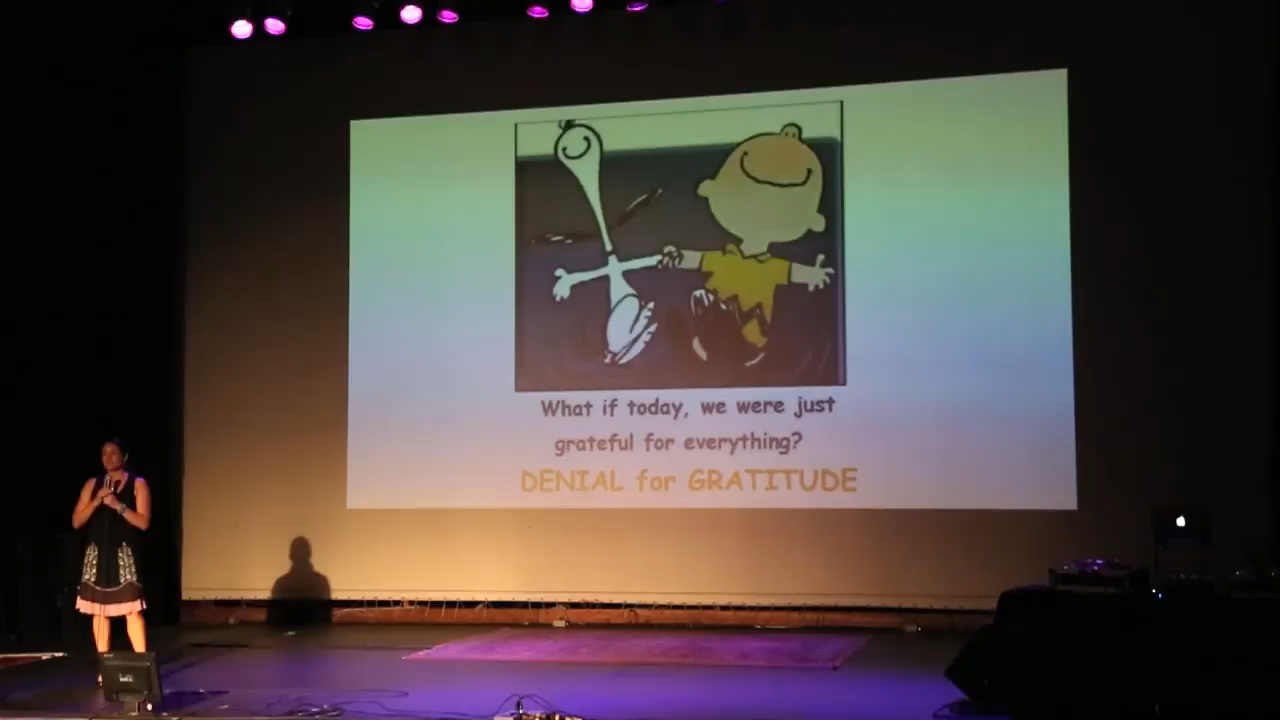 What if today, we were just
grateful for everything?
DENIAL for GRATITUDE